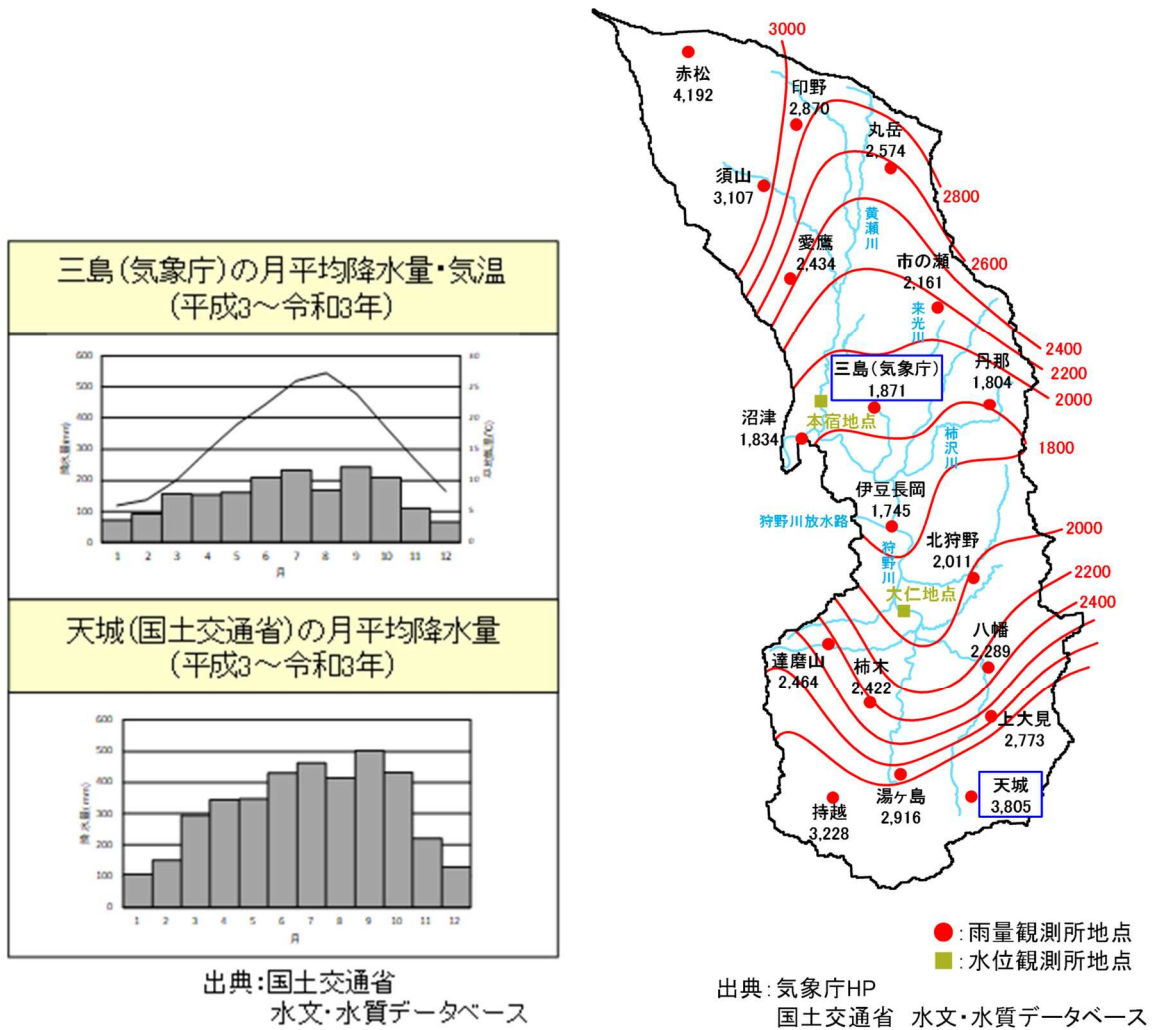 三島(気象庁)の月平均降水量・気温
(平成3～令和3年)
600
500
400
300
200
100
0
降水量(mm)
30
25
20
15
10
5
0
平均気温(℃)
1 2 3 4 5 6 7 8 9 10 11 12
月
天城(国土交通省)の月平均降水量
(平成3～令和3年)
600
500
400
300
200
100
0
降水量(mm)
1 2 3 4 5 6 7 8 9 10 11 12
月
出典:国土交通省
水文・水質データベース
3000
赤松
4,192
印野
2,870
丸岳
2,574
須山
3,107
2800
黄瀬川
愛鷹
2,434
2600
市の瀬
2,161
来光川
2400
2200
2000
三島(気象庁)
1,871
丹那
1,804
本宿地点
沼津
1,834
柿沢川
1800
伊豆長岡
1,745
狩野川放水路
狩野川
北狩野
2,011
2000
2200
2400
大仁地点
八幡
2,289
達磨山
2,464
柿木
2,422
上大見
2,773
湯ヶ島
2,916
持越
3,228
天城
3,805
:雨量観測所地点
:水位観測所地点
出典:気象庁HP
国土交通省 水文・水質データベース